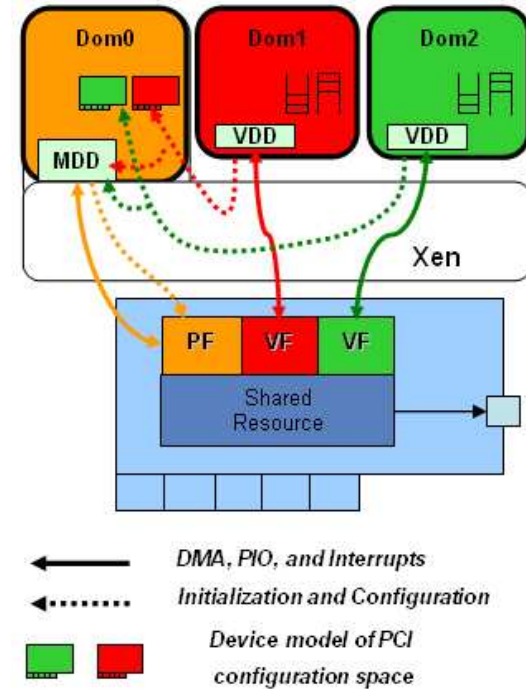 Dom0
Dom1
Dom2
VDD
VDD
MDD
Xen
PF
VF
VF
Shared
Resource
DMA, PIO, and Interrupts
Initialization and Configuration
Device model of PCI
configuration space